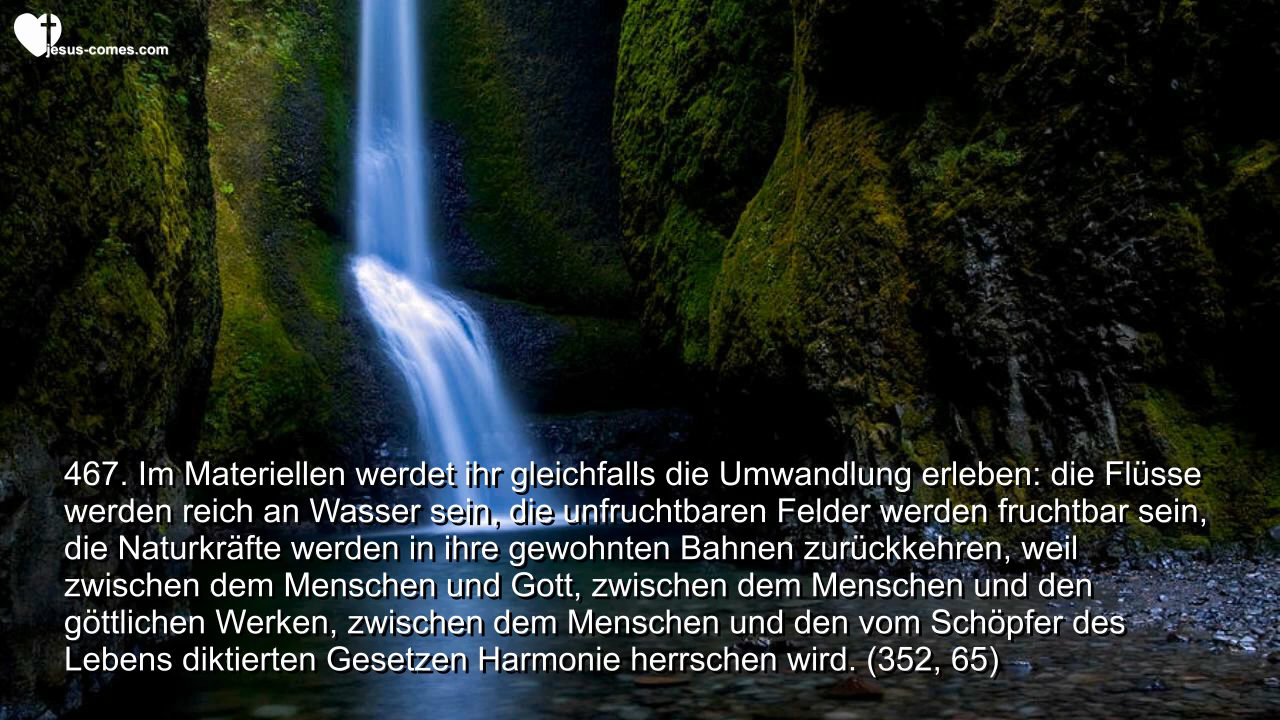 jesus-comes.com
467. Im Materiellen werdet ihr gleichfalls die Umwandlung erleben: die Flüsse
werden reich an Wasser sein, die unfruchtbaren Felder werden fruchtbar sein,
die Naturkräfte werden in ihre gewohnten Bahnen zurückkehren, weil
zwischen dem Menschen und Gott, zwischen dem Menschen und den
göttlichen Werken, zwischen dem Menschen und den vom Schöpfer des
Lebens diktierten Gesetzen Harmonie herrschen wird. (352, 65)